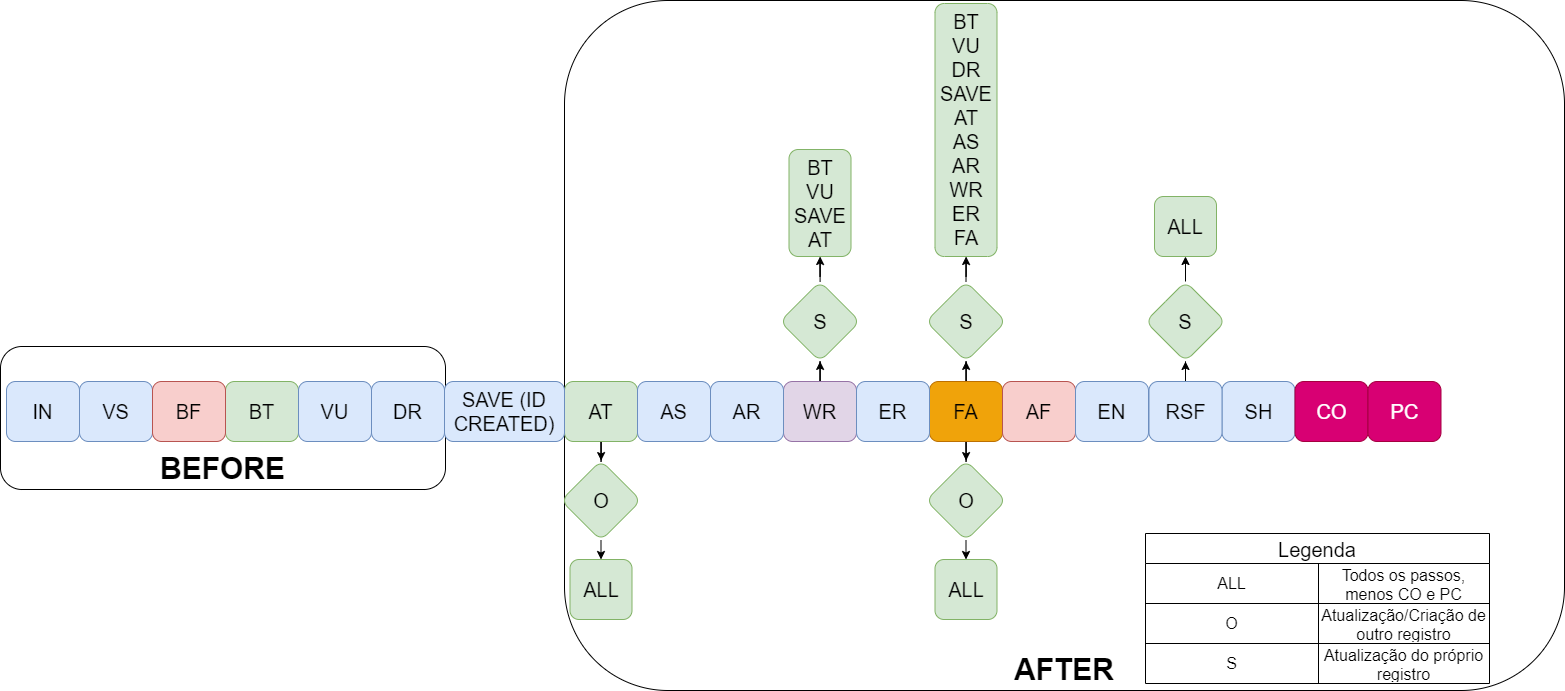 BT
VU
DR
SAVE
AT
AS
AR
WR
ER
FA
BT
VU
SAVE
AT
ALL
S
S
S
IN
VS
BF
BT
VU
DR
SAVE (ID
CREATED)
AT
AS
AR
WR
ER
FA
AF
EN
RSF
SH
CO
PC
BEFORE
O
O
ALL
ALL
Legenda
ALL
Todos os passos,
menos CO e PC
O
Atualização/Criação de
outro registro
S
Atualização do próprio
registro
AFTER